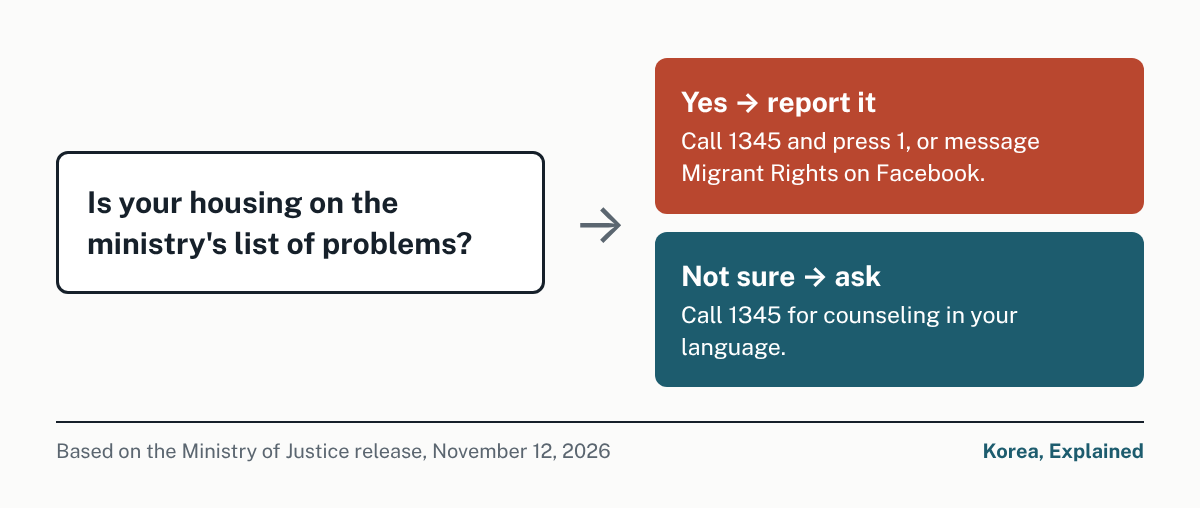 Is your housing on the
ministry's list of problems?
→
Yes → report it
Call 1345 and press 1, or message
Migrant Rights on Facebook.
Not sure → ask
Call 1345 for counseling in your
language.
Based on the Ministry of Justice release, November 12, 2026
Korea, Explained